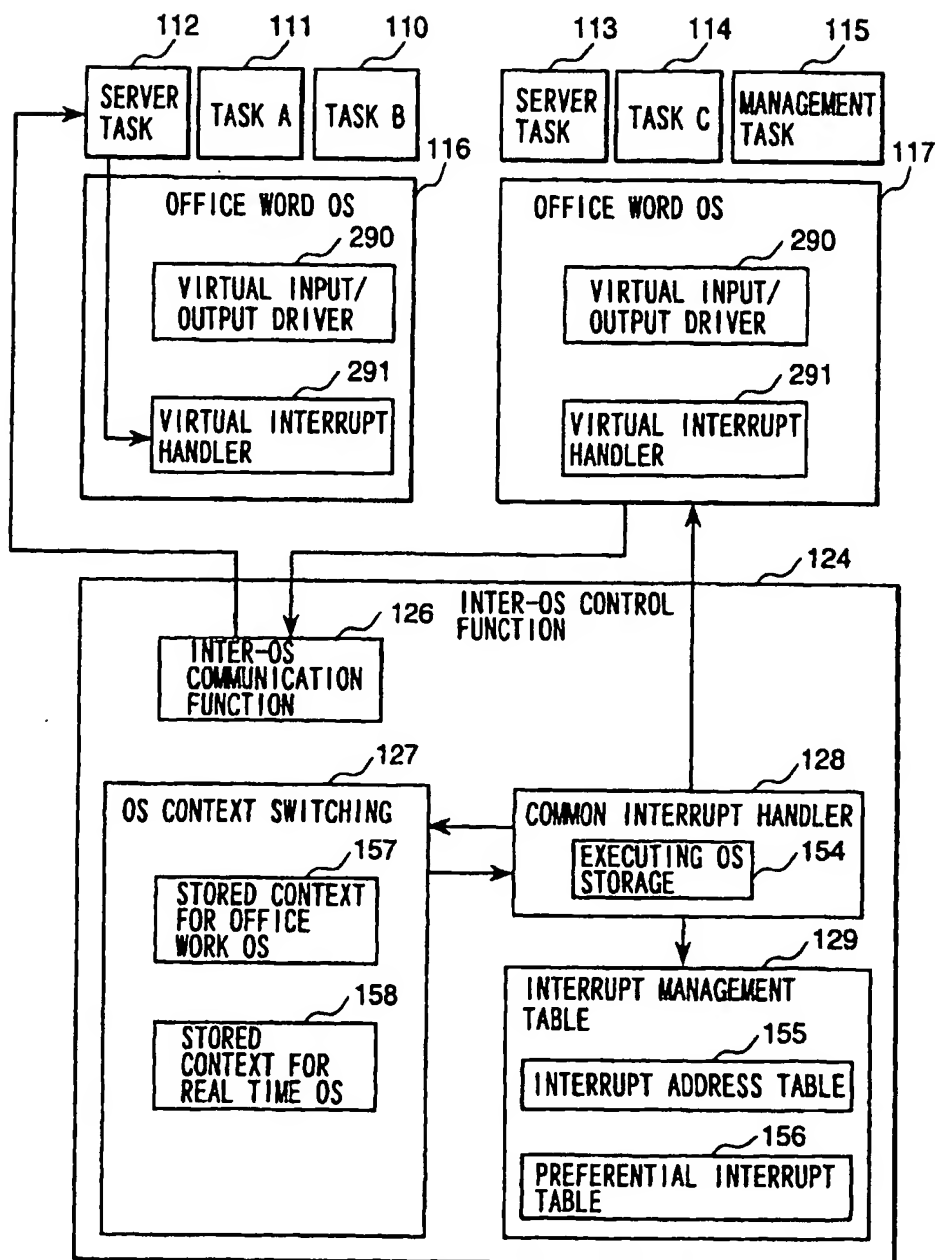 112
111
110
113
114
115
SERVER
TASK
TASK A
TASK B
SERVER
TASK
TASK C
MANAGEMENT
TASK
116
117
OFFICE WORD OS
290
VIRTUAL INPUT/
OUTPUT DRIVER
291
VIRTUAL INTERRUPT
HANDLER
OFFICE WORD OS
290
VIRTUAL INPUT/
OUTPUT DRIVER
291
VIRTUAL INTERRUPT
HANDLER
124
INTER-OS CONTROL
FUNCTION
126
INTER-OS
COMMUNICATION
FUNCTION
127
OS CONTEXT SWITCHING
157
STORED CONTEXT
FOR OFFICE
WORK OS
158
STORED
CONTEXT FOR
REAL TIME OS
128
COMMON INTERRUPT HANDLER
EXECUTING OS
STORAGE
154
129
INTERRUPT MANAGEMENT
TABLE
155
INTERRUPT ADDRESS TABLE
156
PREFERENTIAL INTERRUPT
TABLE